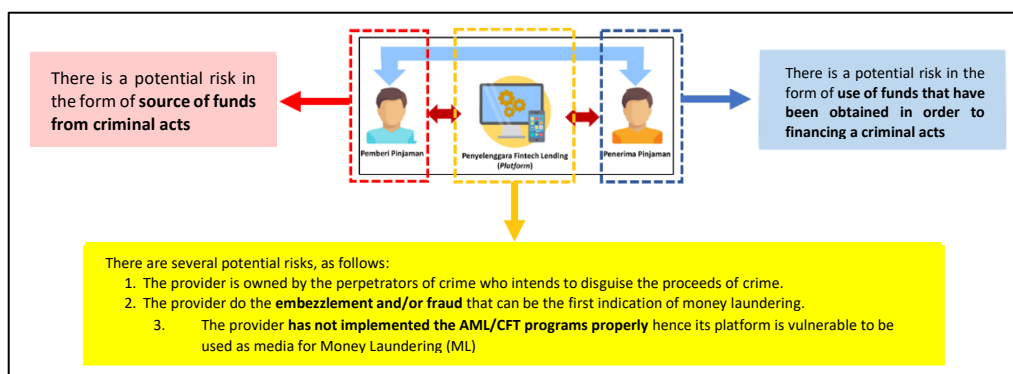 There is a potential risk in
the form of source of funds
from criminal acts
Pemberi Pinjaman
Penyelenggara Fintech Lending
(Platform)
Penerima Pinjaman
There is a potential risk in the
form of use of funds that have
been obtained in order to
financing a criminal acts
There are several potential risks, as follows:
1. The provider is owned by the perpetrators of crime who intends to disguise the proceeds of crime.
2. The provider do the embezzlement and/or fraud that can be the first indication of money laundering.
3. The provider has not implemented the AML/CFT programs properly hence its platform is vulnerable to be
used as media for Money Laundering (ML)